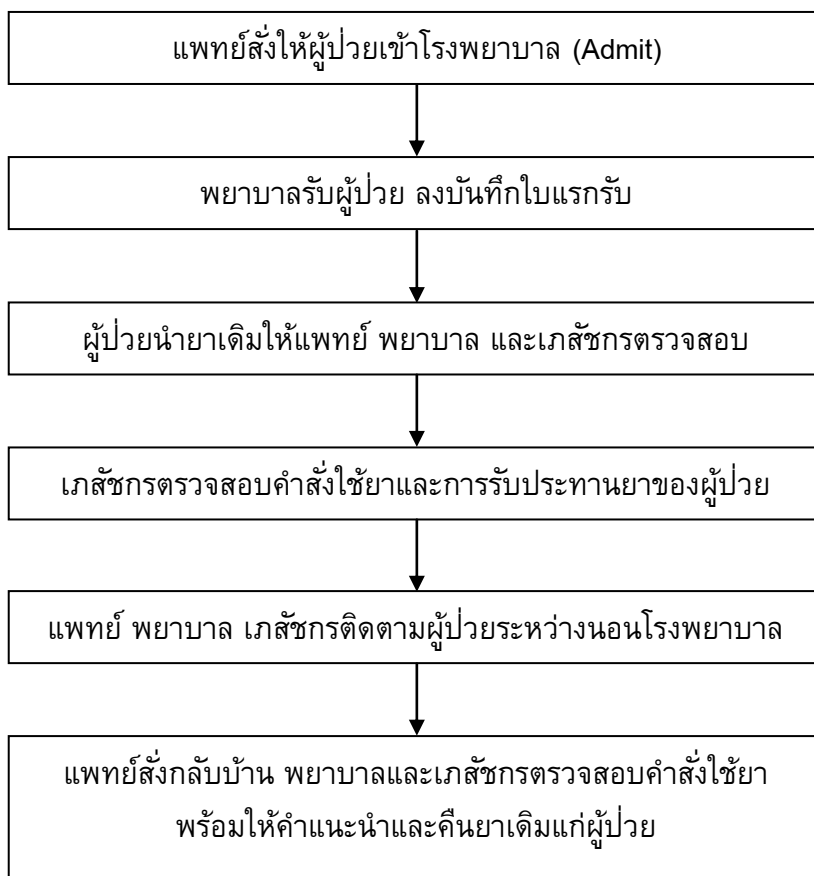 แพทย์สั่งให้ผู้ป่วยเข้าโรงพยาบาล (Admit)
พยาบาลรับผู้ป่วย ลงบันทึกใบแรกรับ
ผู้ป่วยนำยาเดิมให้แพทย์ พยาบาล และเภสัชกรตรวจสอบ
เภสัชกรตรวจสอบคำสั่งใช้ยาและการรับประทานยาของผู้ป่วย
แพทย์ พยาบาล เภสัชกรติดตามผู้ป่วยระหว่างนอนโรงพยาบาล
แพทย์สั่งกลับบ้าน พยาบาลและเภสัชกรตรวจสอบคำสั่งใช้ยา
พร้อมให้คำแนะนำและคืนยาเดิมแก่ผู้ป่วย